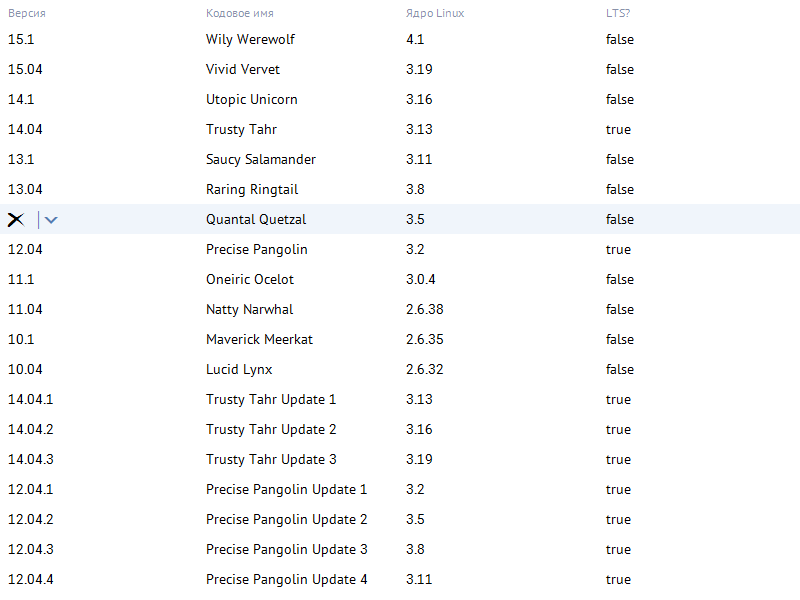 Версия Кодовое имя Ядро Linux LTS?
15.1 Wily Werewolf 4.1 false
15.04 Vivid Vervet 3.19 false
14.1 Utopic Unicorn 3.16 false
14.04 Trusty Tahr 3.13 true
13.1 Saucy Salamander 3.11 false
13.04 Raring Ringtail 3.8 false
Quantal Quetzal 3.5 false
12.04 Precise Pangolin 3.2 true
11.1 Oneiric Ocelot 3.0.4 false
11.04 Natty Narwhal 2.6.38 false
10.1 Maverick Meerkat 2.6.35 false
10.04 Lucid Lynx 2.6.32 false
14.04.1 Trusty Tahr Update 1 3.13 true
14.04.2 Trusty Tahr Update 2 3.16 true
14.04.3 Trusty Tahr Update 3 3.19 true
12.04.1 Precise Pangolin Update 1 3.2 true
12.04.2 Precise Pangolin Update 2 3.5 true
12.04.3 Precise Pangolin Update 3 3.8 true
12.04.4 Precise Pangolin Update 4 3.11 true